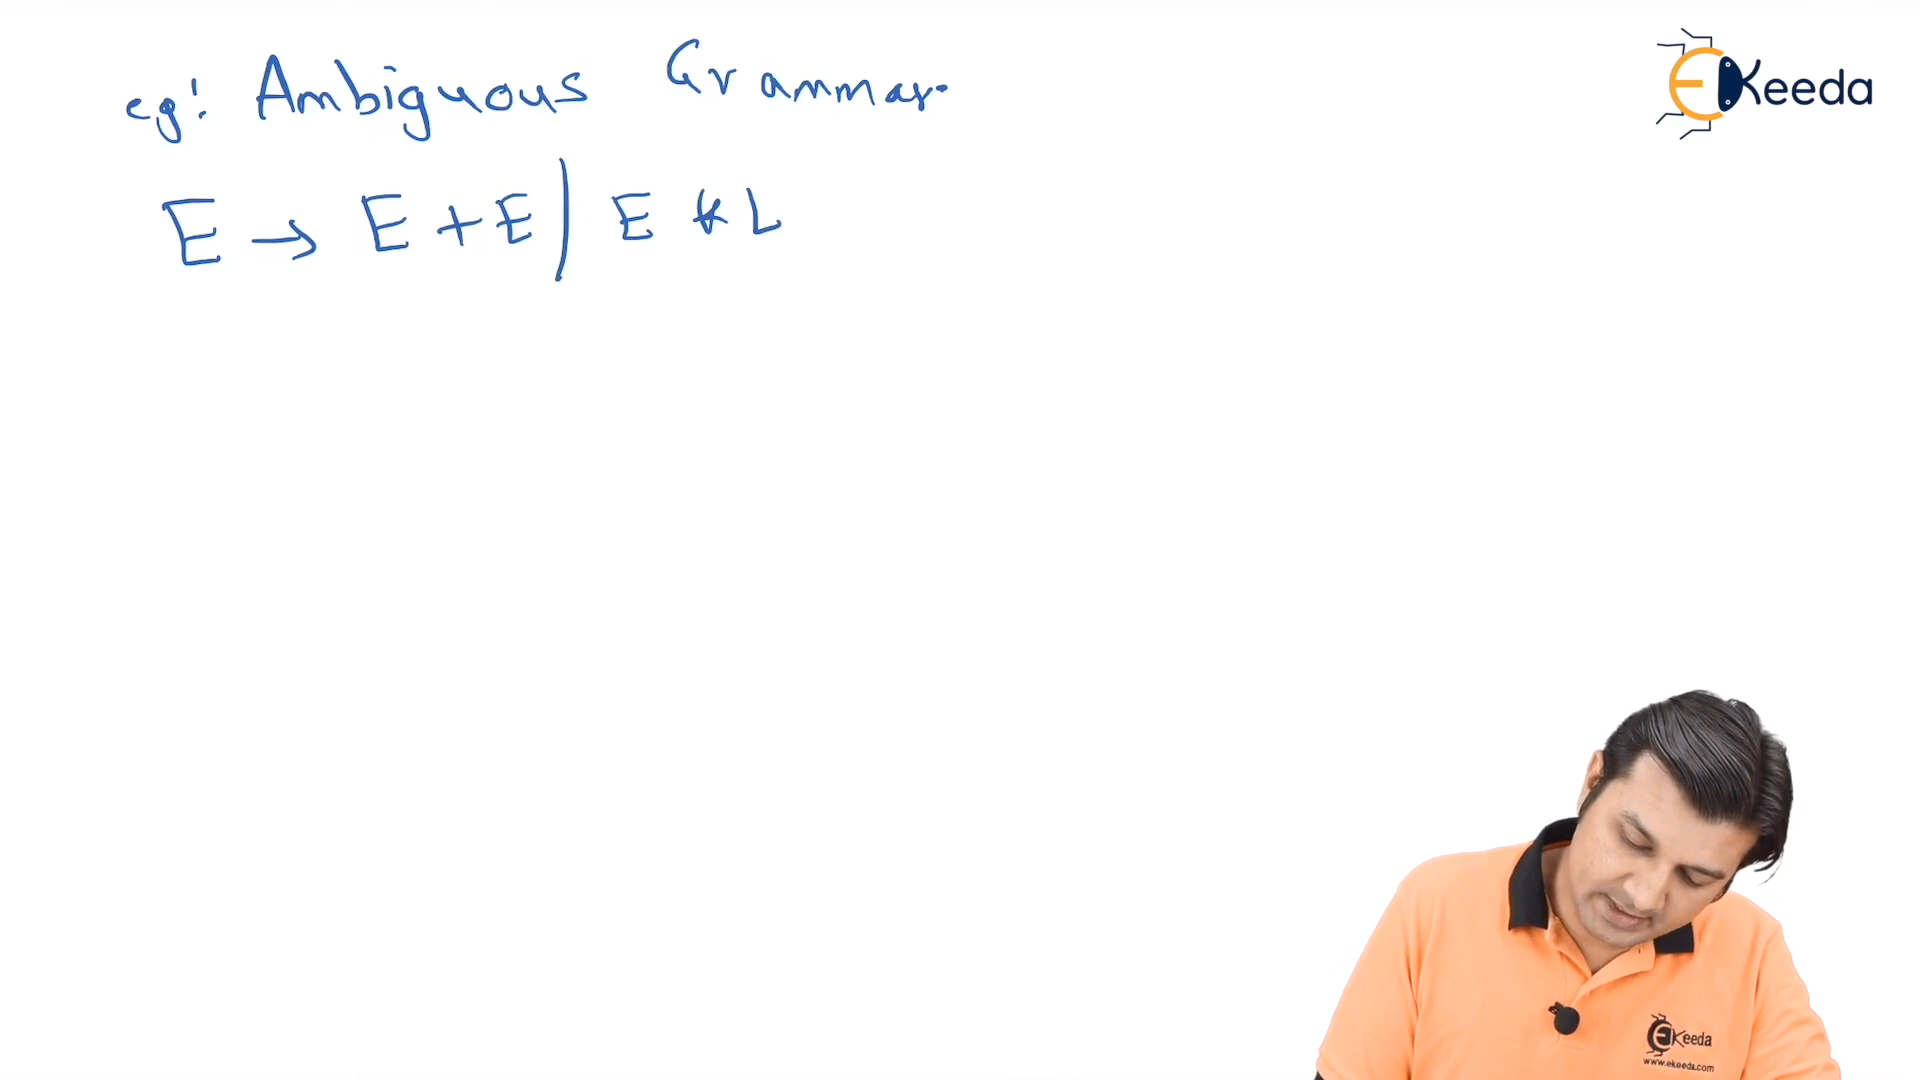 eg: Ambiguous Grammar.
EKeeda
E → E + E | E * L
EKeeda
www.ekeeda.com